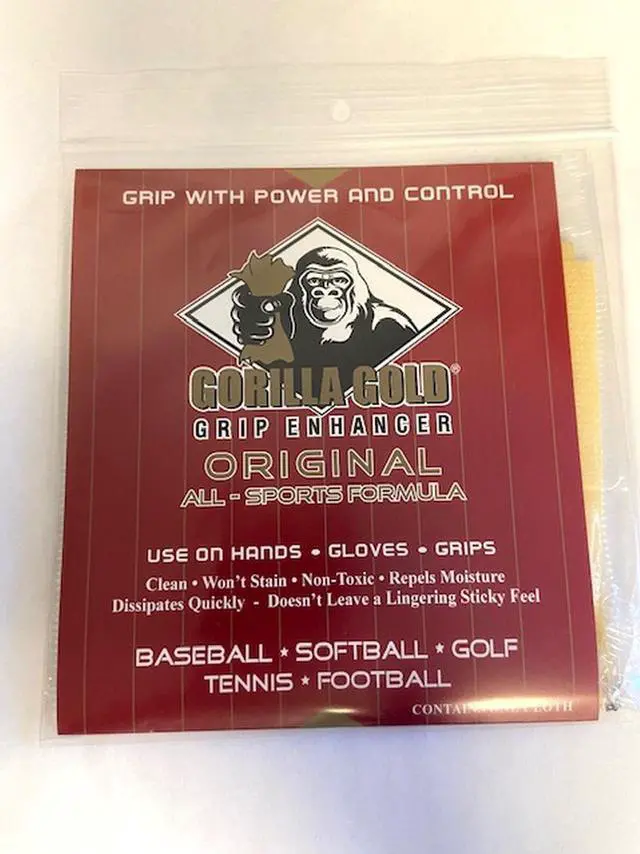 GRIP WITH POWER AND CONTROL
GORILLA GOLD®
GRIP ENHANCER
ORIGINAL
ALL - SPORTS FORMULA
USE ON HANDS • GLOVES • GRIPS
Clean • Won't Stain • Non-Toxic • Repels Moisture
Dissipates Quickly - Doesn't Leave a Lingering Sticky Feel
BASEBALL ★ SOFTBALL ★ GOLF
TENNIS ★ FOOTBALL
CLOTH